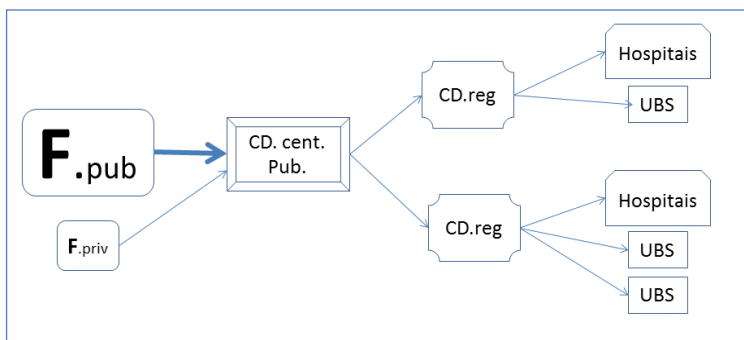 F.pub
F.priv
CD. cent.
Pub.
CD.reg
CD.reg
Hospitais
UBS
Hospitais
UBS
UBS